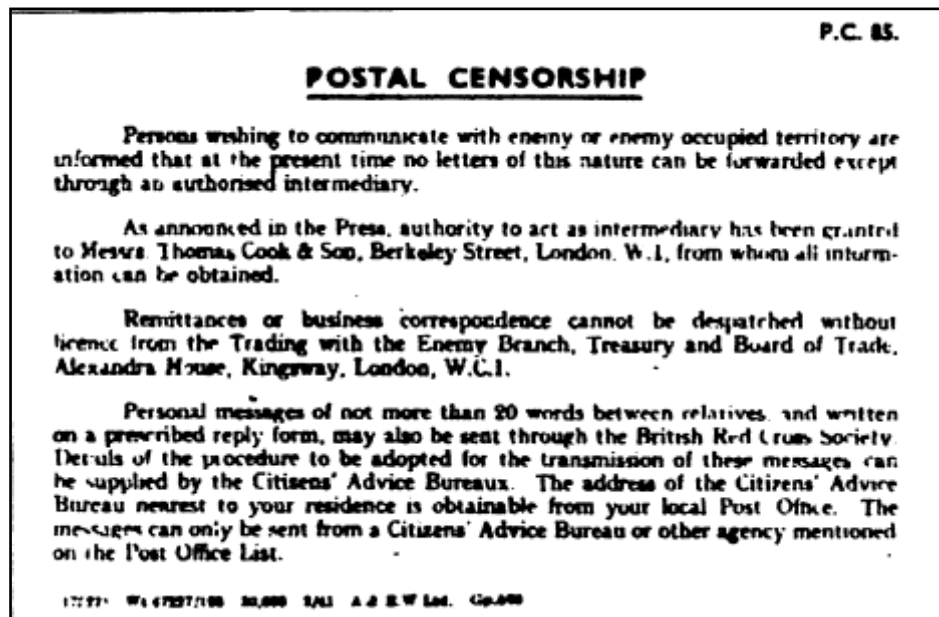 P.C. 85.
POSTAL CENSORSHIP
Persons wishing to communicate with enemy or enemy occupied territory are
informed that at the present time no letters of this nature can be forwarded except
through an authorised intermediary.
As announced in the Press, authority to act as intermediary has been granted
to Messrs. Thomas Cook & Son, Berkeley Street, London, W.1, from whom all inform-
ation can be obtained.
Remittances or business correspondence cannot be despatched without
licence from the Trading with the Enemy Branch, Treasury and Board of Trade,
Alexandra House, Kingsway, London, W.C.1.
Personal messages of not more than 20 words between relatives, and written
on a prescribed reply form, may also be sent through the British Red Cross Society.
Details of the procedure to be adopted for the transmission of these messages can
be supplied by the Citizens' Advice Bureaux. The address of the Citizens' Advice
Bureau nearest to your residence is obtainable from your local Post Office. The
messages can only be sent from a Citizens' Advice Bureau or other agency mentioned
on the Post Office List.
A & E W Ltd.